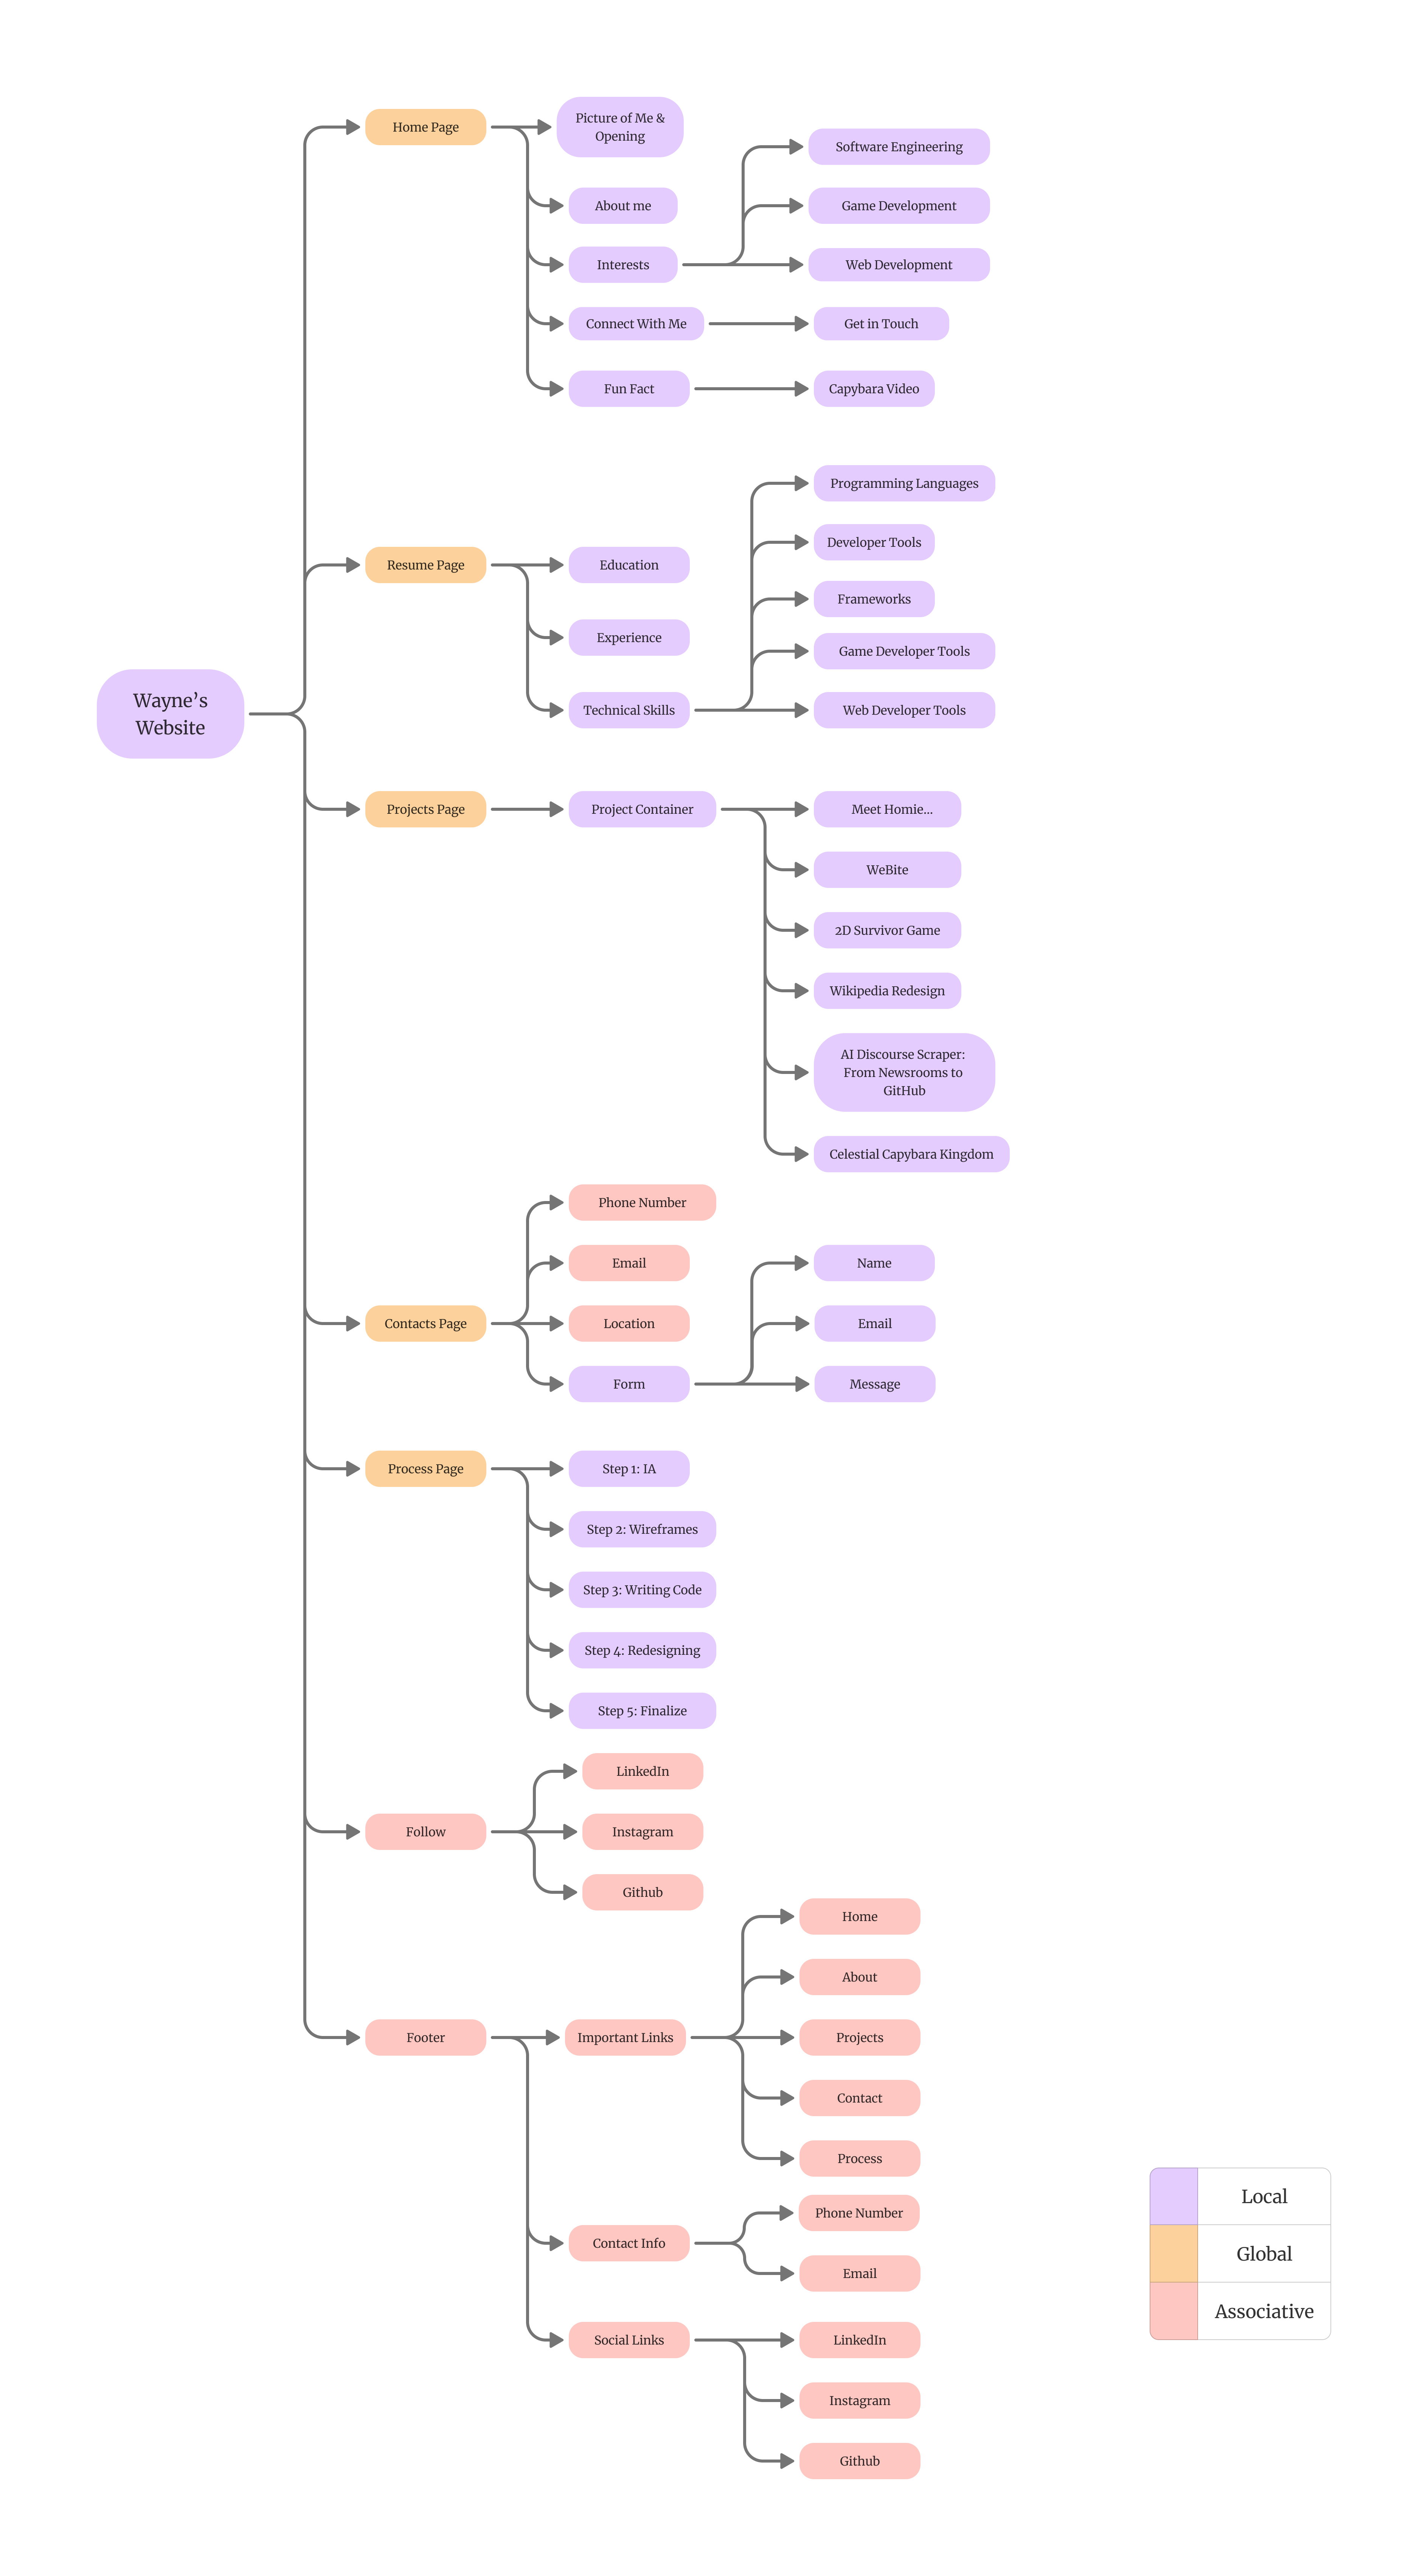 Wayne’s
Website
Home Page
Picture of Me &
Opening
About me
Interests
Software Engineering
Game Development
Web Development
Connect With Me
Get in Touch
Fun Fact
Capybara Video
Resume Page
Education
Experience
Technical Skills
Programming Languages
Developer Tools
Frameworks
Game Developer Tools
Web Developer Tools
Projects Page
Project Container
Meet Homie...
WeBite
2D Survivor Game
Wikipedia Redesign
AI Discourse Scraper:
From Newsrooms to
GitHub
Celestial Capybara Kingdom
Contacts Page
Phone Number
Email
Location
Form
Name
Email
Message
Process Page
Step 1: IA
Step 2: Wireframes
Step 3: Writing Code
Step 4: Redesigning
Step 5: Finalize
Follow
LinkedIn
Instagram
Github
Footer
Important Links
Home
About
Projects
Contact
Process
Contact Info
Phone Number
Email
Social Links
LinkedIn
Instagram
Github
Local
Global
Associative